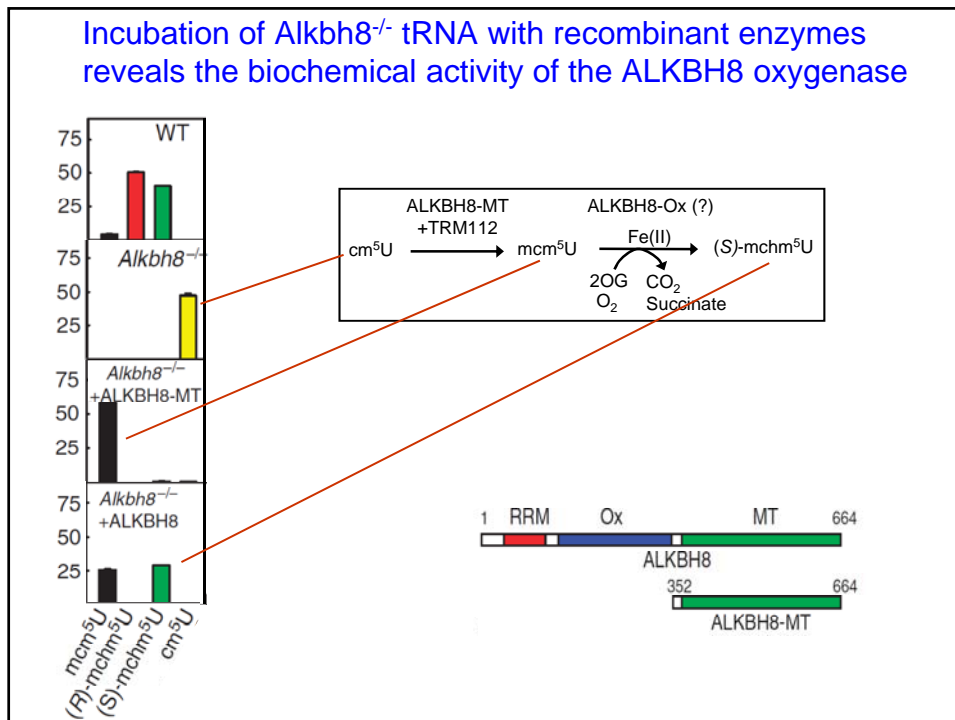 Incubation of Alkbh8-/- tRNA with recombinant enzymes
reveals the biochemical activity of the ALKBH8 oxygenase
WT
75
50
25
Alkbh8−/−
75
50
25
Alkbh8−/−
+ALKBH8-MT
75
50
25
Alkbh8−/−
+ALKBH8
75
50
25
mcm5U
(R)-mchm5U
(S)-mchm5U
cm5U
ALKBH8-MT
+TRM112
ALKBH8-Ox (?)
Fe(II)
cm5U
mcm5U
(S)-mchm5U
2OG
O2
CO2
Succinate
1 RRM Ox MT 664
ALKBH8
352 664
ALKBH8-MT